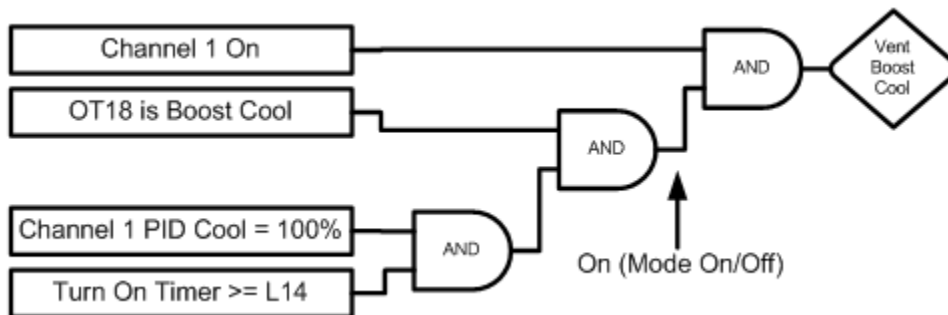 Channel 1 On
AND
Vent
Boost
Cool
OT18 is Boost Cool
AND
Channel 1 PID Cool = 100%
AND
On (Mode On/Off)
Turn On Timer >= L14